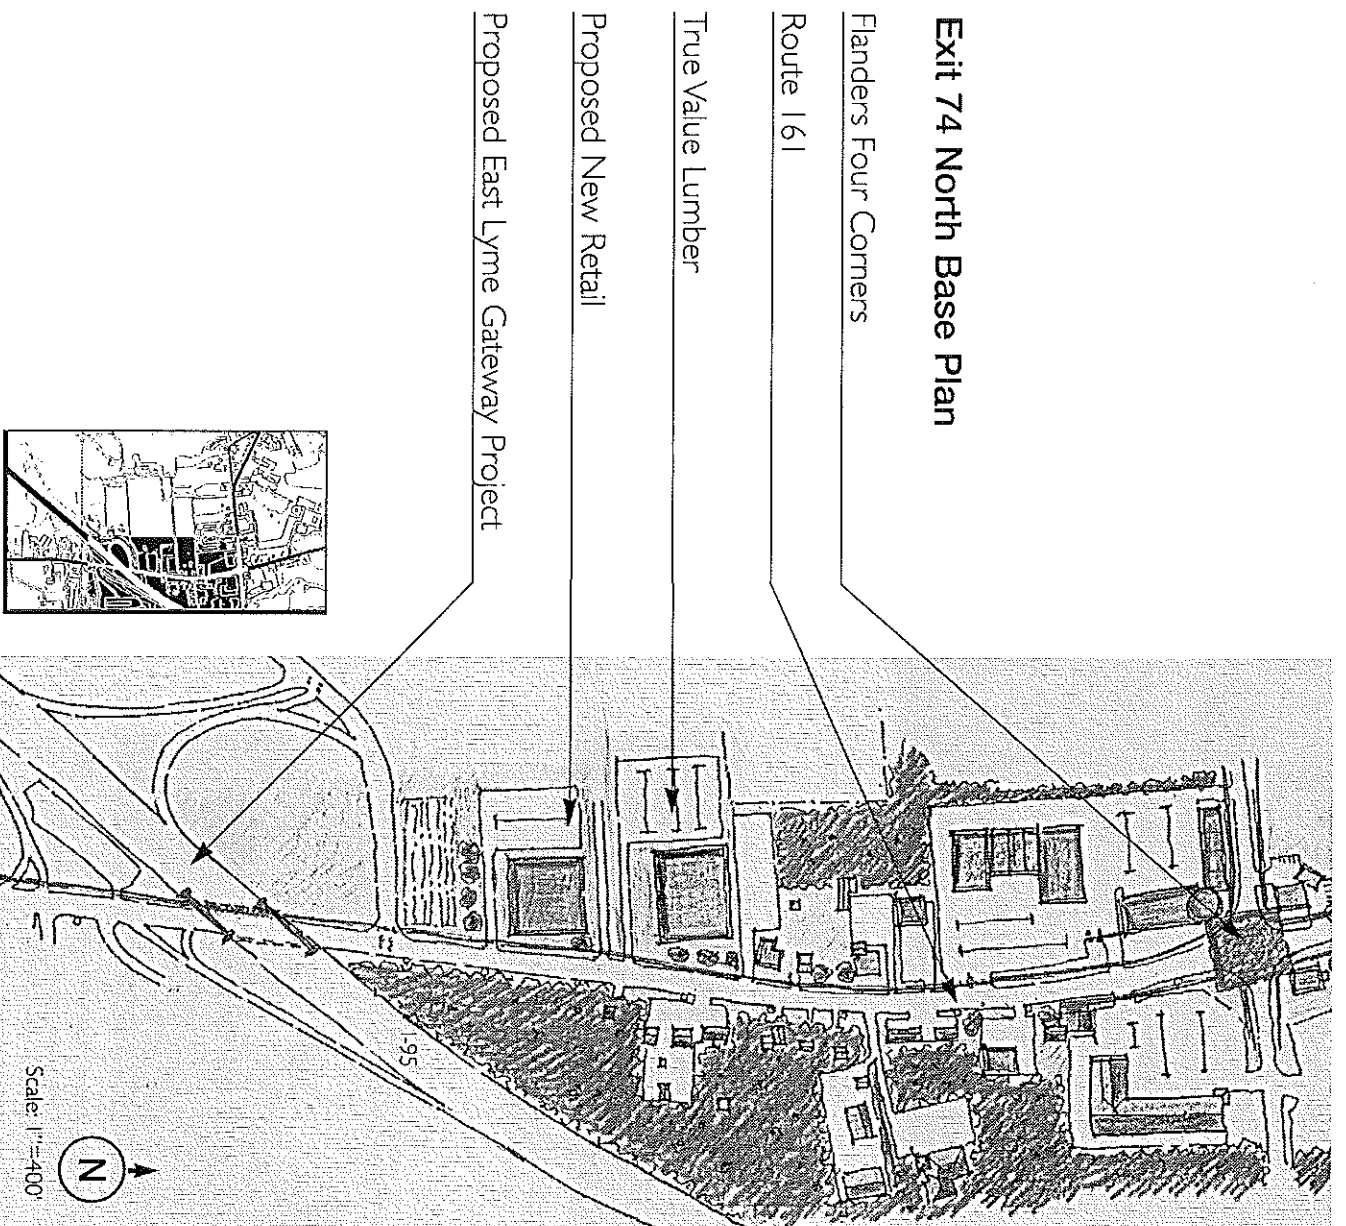 Exit 74 North Base Plan
Flanders Four Corners
Route 161
True Value Lumber
Proposed New Retail
Proposed East Lyme Gateway Project
I-95
Scale: 1"=400'
N